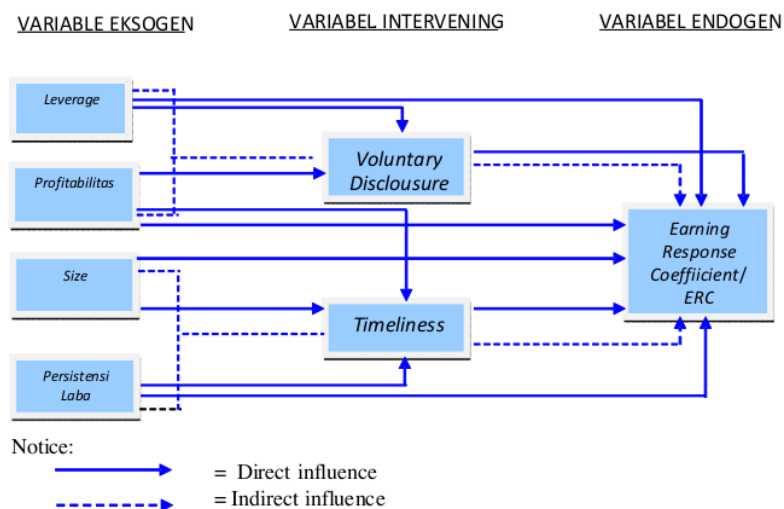 VARIABLE EKSOGEN
VARIABEL INTERVENING
VARIABEL ENDOGEN
Leverage
Voluntary
Disclousure
Profitabilitas
Earning
Response
Coeffiicient/
ERC
Size
Timeliness
Persistensi
Laba
Notice:
= Direct influence
= Indirect influence